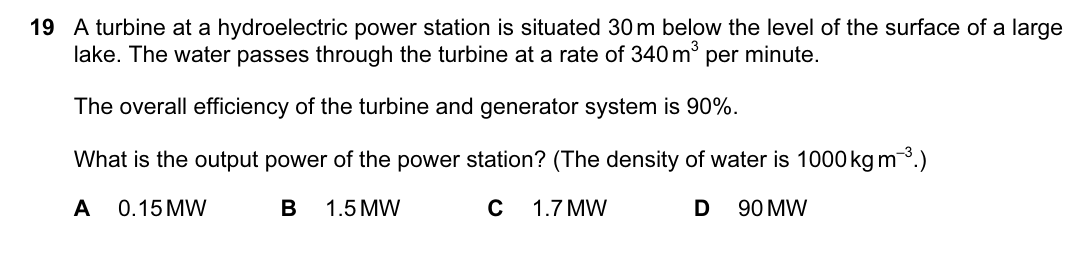 19 A turbine at a hydroelectric power station is situated 30 m below the level of the surface of a large
lake. The water passes through the turbine at a rate of 340 m³ per minute.
The overall efficiency of the turbine and generator system is 90%.
What is the output power of the power station? (The density of water is 1000 kg m⁻³.)
A 0.15 MW B 1.5 MW C 1.7 MW D 90 MW